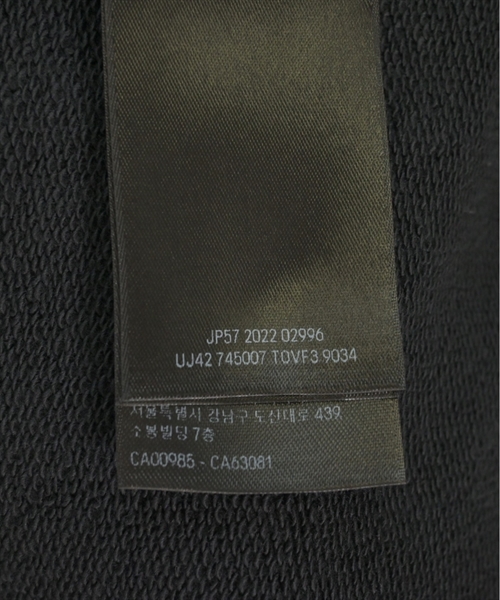 JP57 2022 02996
UJ42 745007 TOVF3 9034
서울특별시 강남구 도산대로 439
소봉빌딩 7층
CA00985 - CA63081